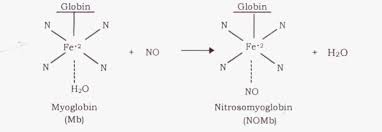 Globin
Globin
N
N
N
N
Fe+2
+ NO
Fe+2
+ H₂O
N
N
N
N
H₂O
NO
Myoglobin
(Mb)
Nitrosomyoglobin
(NOMb)